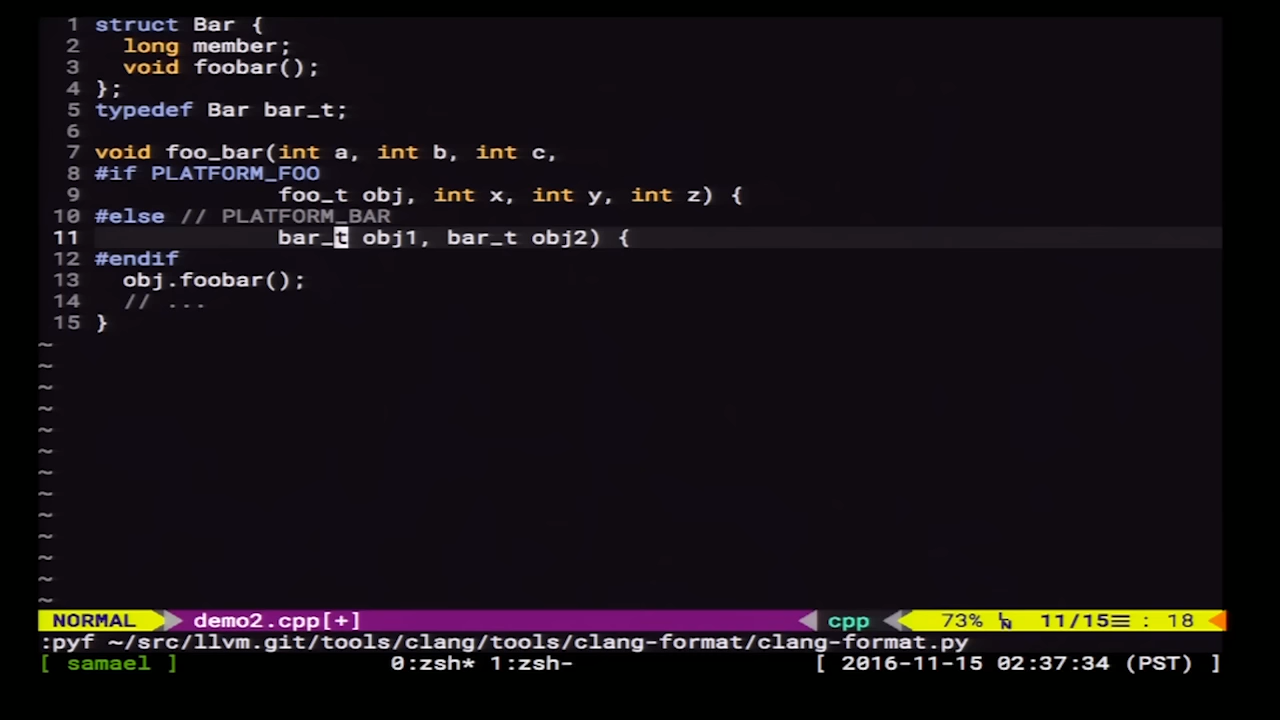 1 struct Bar {
2   long member;
3   void foobar();
4 };
5 typedef Bar bar_t;
6
7 void foo_bar(int a, int b, int c,
8 #if PLATFORM_FOO
9              foo_t obj, int x, int y, int z) {
10 #else // PLATFORM_BAR
11              bar_t obj1, bar_t obj2) {
12 #endif
13   obj.foobar();
14   // ...
15 }
~
~
~
~
~
~
~
~
~
~
~
~
~
NORMAL demo2.cpp[+] cpp 73% 11/15☰ : 18
:pyf ~/src/llvm.git/tools/clang/tools/clang-format/clang-format.py
[ samael ] 0:zsh* 1:zsh- [ 2016-11-15 02:37:34 (PST) ]